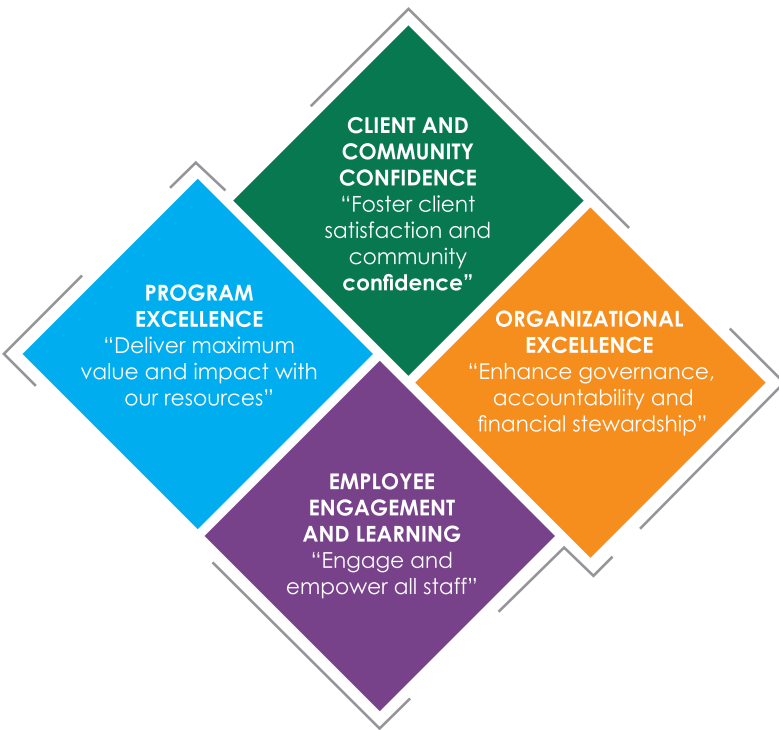 CLIENT AND
COMMUNITY
CONFIDENCE
“Foster client
satisfaction and
community
confidence”
PROGRAM
EXCELLENCE
“Deliver maximum
value and impact with
our resources”
ORGANIZATIONAL
EXCELLENCE
“Enhance governance,
accountability and
financial stewardship”
EMPLOYEE
ENGAGEMENT
AND LEARNING
“Engage and
empower all staff”